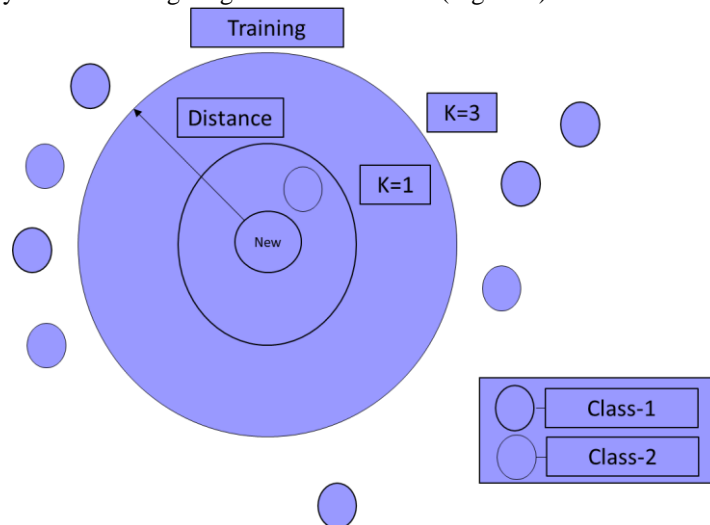 Training
Distance
K=3
K=1
New
Class-1
Class-2